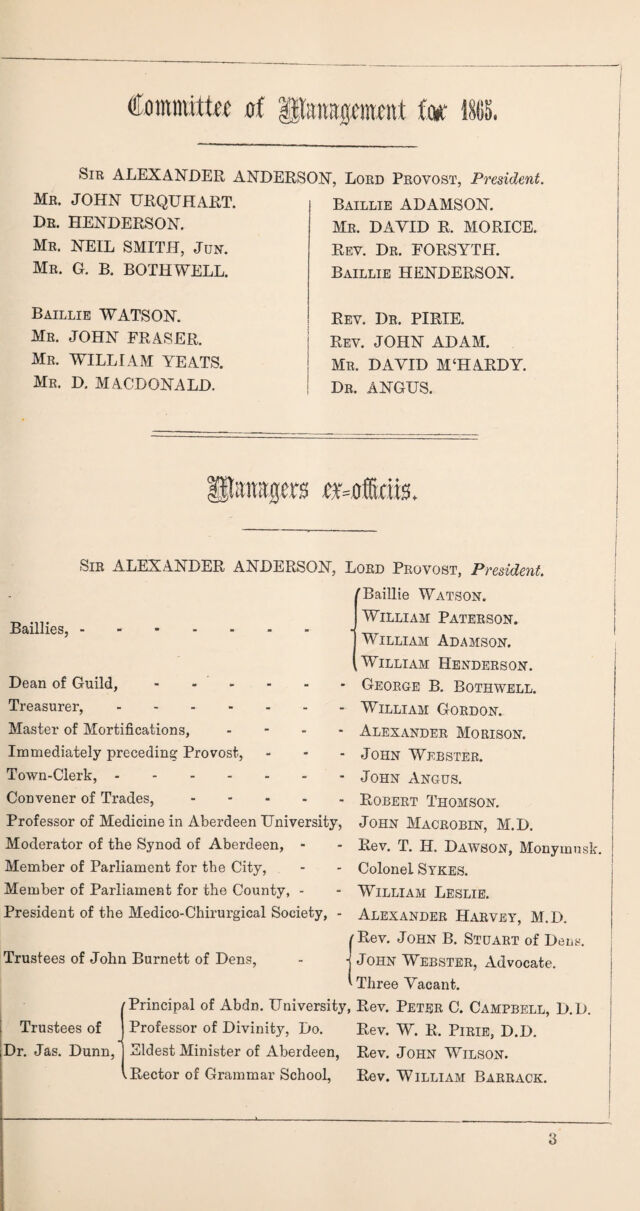 Committee of Management for 1865.
SIR ALEXANDER ANDERSON, LORD PROVOST, President.
MR. JOHN URQUHART.
DR. HENDERSON.
MR. NEIL SMITH, JUN.
MR. G. B. BOTHWELL.
BAILLIE WATSON.
MR. JOHN FRASER.
MR. WILLIAM YEATS.
MR. D. MACDONALD.
BAILLIE ADAMSON.
MR. DAVID R. MORICE.
REV. DR. FORSYTH.
BAILLIE HENDERSON.
REV. DR. PIRIE.
REV. JOHN ADAM.
MR. DAVID M‘HARDY.
DR. ANGUS.
Managers ex-officiis.
SIR ALEXANDER ANDERSON, LORD PROVOST, President.
Baillies, - - - - - - -
Baillie WATSON.
WILLIAM PATERSON.
WILLIAM ADAMSON.
WILLIAM HENDERSON.
Dean of Guild, - - - - - - GEORGE B. BOTHWELL.
Treasurer, - - - - - - - WILLIAM GORDON.
Master of Mortifications, - - - - ALEXANDER MORISON.
Immediately preceding Provost, - - - JOHN WEBSTER.
Town-Clerk, - - - - - - - JOHN ANGUS.
Convener of Trades, - - - - - ROBERT THOMSON.
Professor of Medicine in Aberdeen University, JOHN MACROBIN, M.D.
Moderator of the Synod of Aberdeen, - - REV. T. H. DAWSON, Monymusk.
Member of Parliament for the City, - - Colonel SYKES.
Member of Parliament for the County, - - WILLIAM LESLIE.
President of the Medico-Chirurgical Society, - ALEXANDER HARVEY, M.D.
Trustees of John Burnett of Dens, - -
REV. JOHN B. STUART of Dens.
JOHN WEBSTER, Advocate.
Three Vacant.
Trustees of
Dr. Jas. Dunn,
Principal of Abdn. University, REV. PETER C. CAMPBELL, D.D.
Professor of Divinity, Do. REV. W. R. PIRIE, D.D.
Eldest Minister of Aberdeen, REV. JOHN WILSON.
Rector of Grammar School, REV. WILLIAM BARRACK.
3